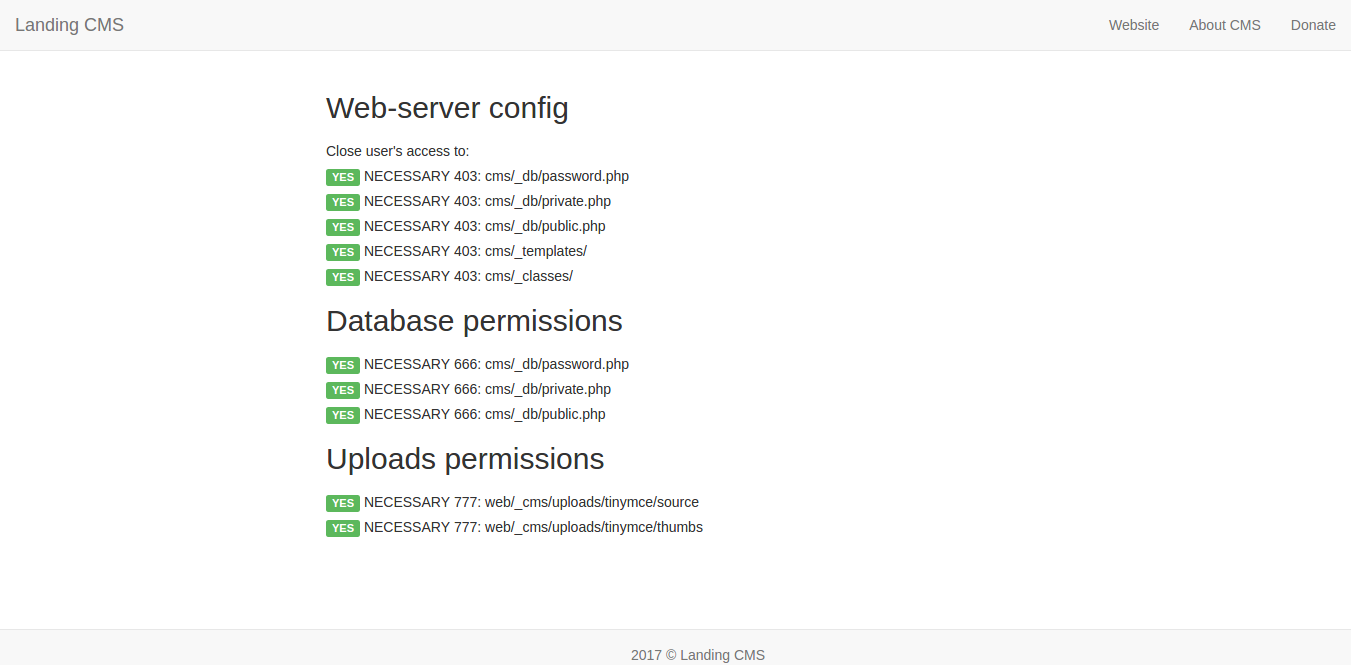 Landing CMS Website About CMS Donate
Web-server config
Close user's access to:
YES NECESSARY 403: cms/_db/password.php
YES NECESSARY 403: cms/_db/private.php
YES NECESSARY 403: cms/_db/public.php
YES NECESSARY 403: cms/_templates/
YES NECESSARY 403: cms/_classes/
Database permissions
YES NECESSARY 666: cms/_db/password.php
YES NECESSARY 666: cms/_db/private.php
YES NECESSARY 666: cms/_db/public.php
Uploads permissions
YES NECESSARY 777: web/_cms/uploads/tinymce/source
YES NECESSARY 777: web/_cms/uploads/tinymce/thumbs
2017 © Landing CMS